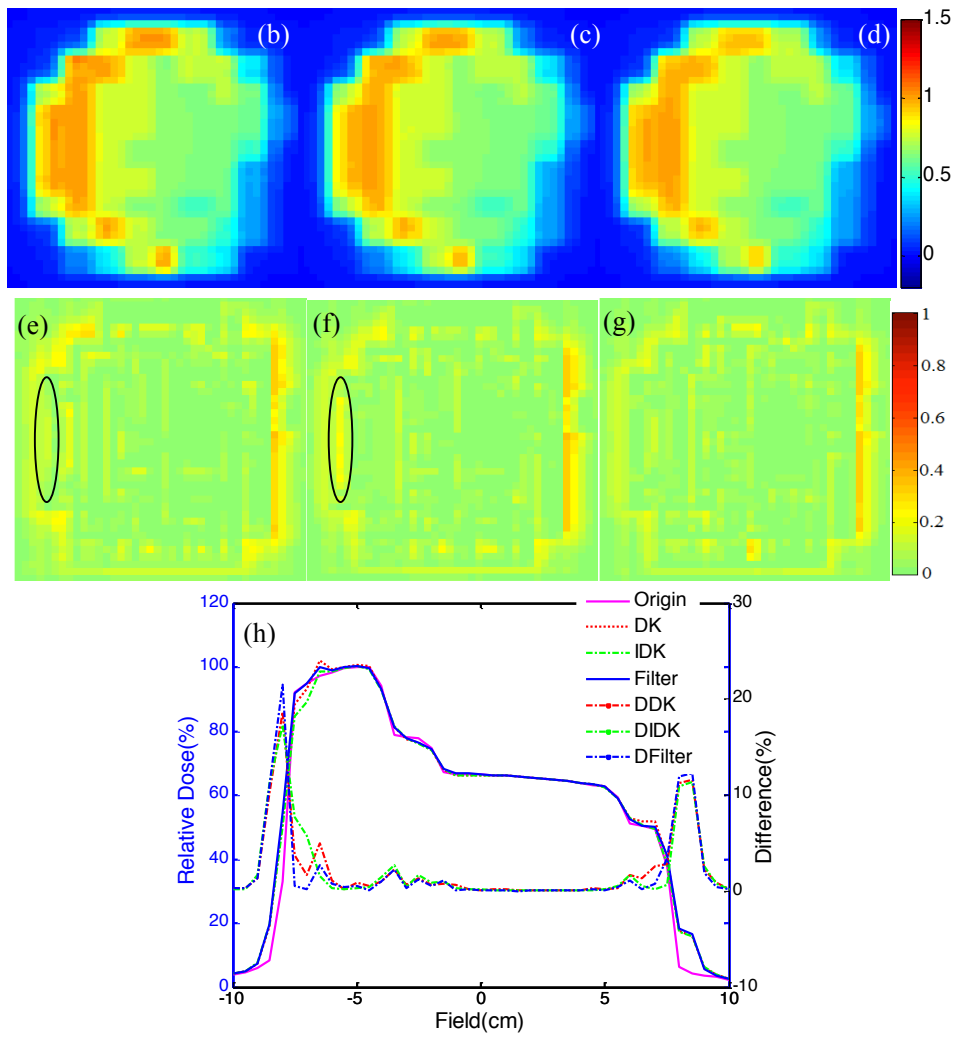 (b)
(c)
(d)
1.5
1
0.5
0
(e)
(f)
(g)
1
0.8
0.6
0.4
0.2
0
(h)
Origin
DK
IDK
Filter
DDK
DIDK
DFilter
120
100
80
60
40
20
0
Relative Dose(%)
30
20
10
0
-10
Difference(%)
-10
-5
0
5
10
Field(cm)